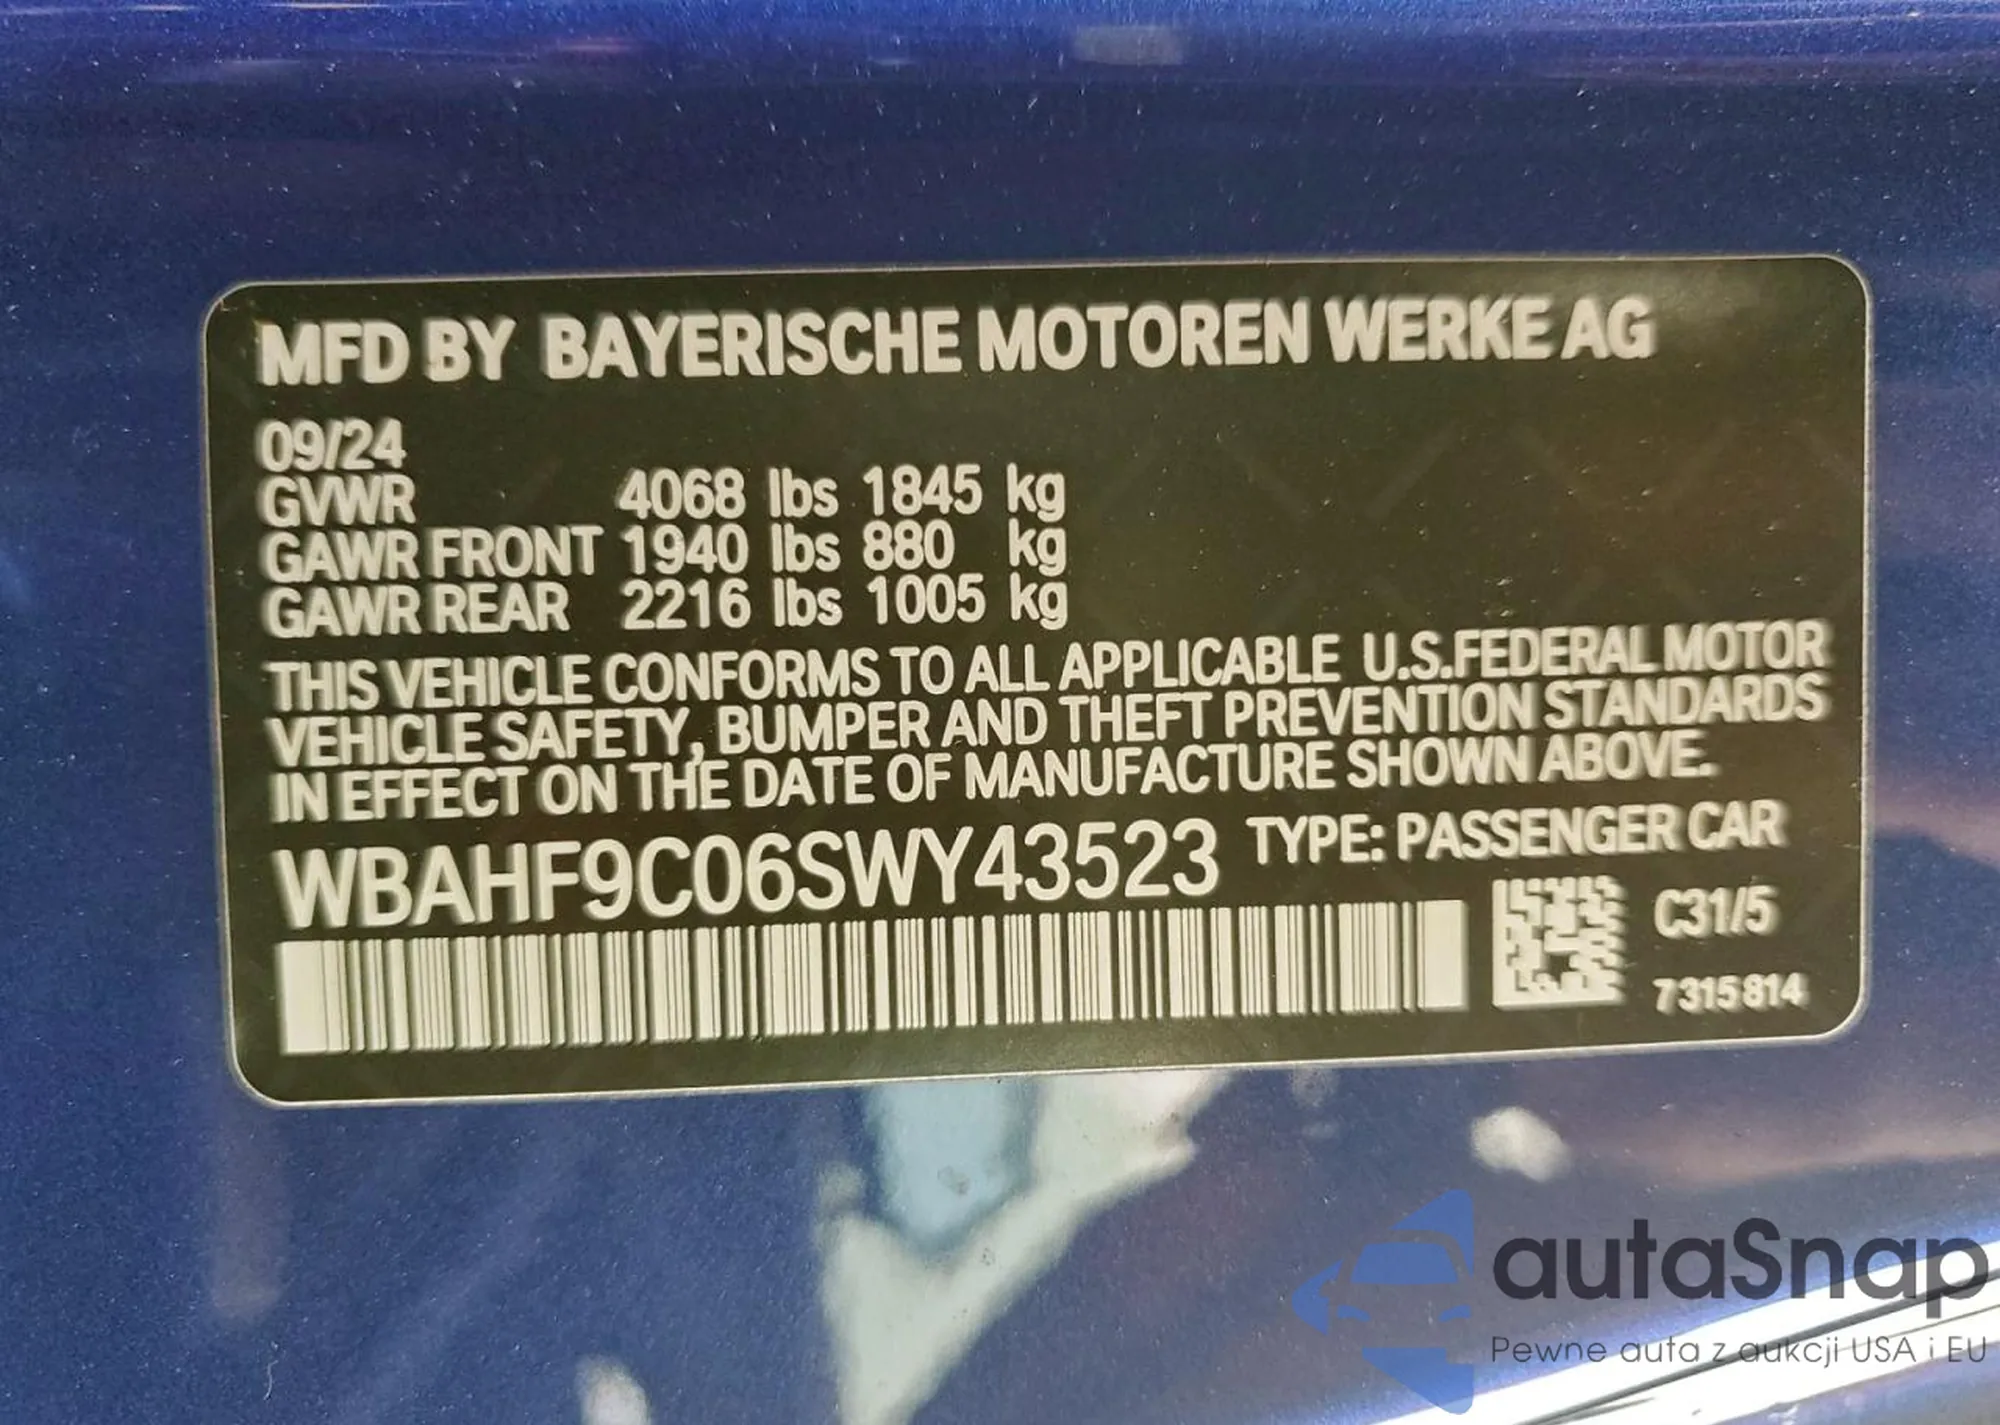 MFD BY BAYERISCHE MOTOREN WERKE AG
09/24
GVWR 4068 lbs 1845 kg
GAWR FRONT 1940 lbs 880 kg
GAWR REAR 2216 lbs 1005 kg
THIS VEHICLE CONFORMS TO ALL APPLICABLE U.S.FEDERAL MOTOR
VEHICLE SAFETY, BUMPER AND THEFT PREVENTION STANDARDS
IN EFFECT ON THE DATE OF MANUFACTURE SHOWN ABOVE.
WBAHF9C06SWY43523 TYPE: PASSENGER CAR
C31/5
7315814
autaSnap
Pewne auta z aukcji USA i EU